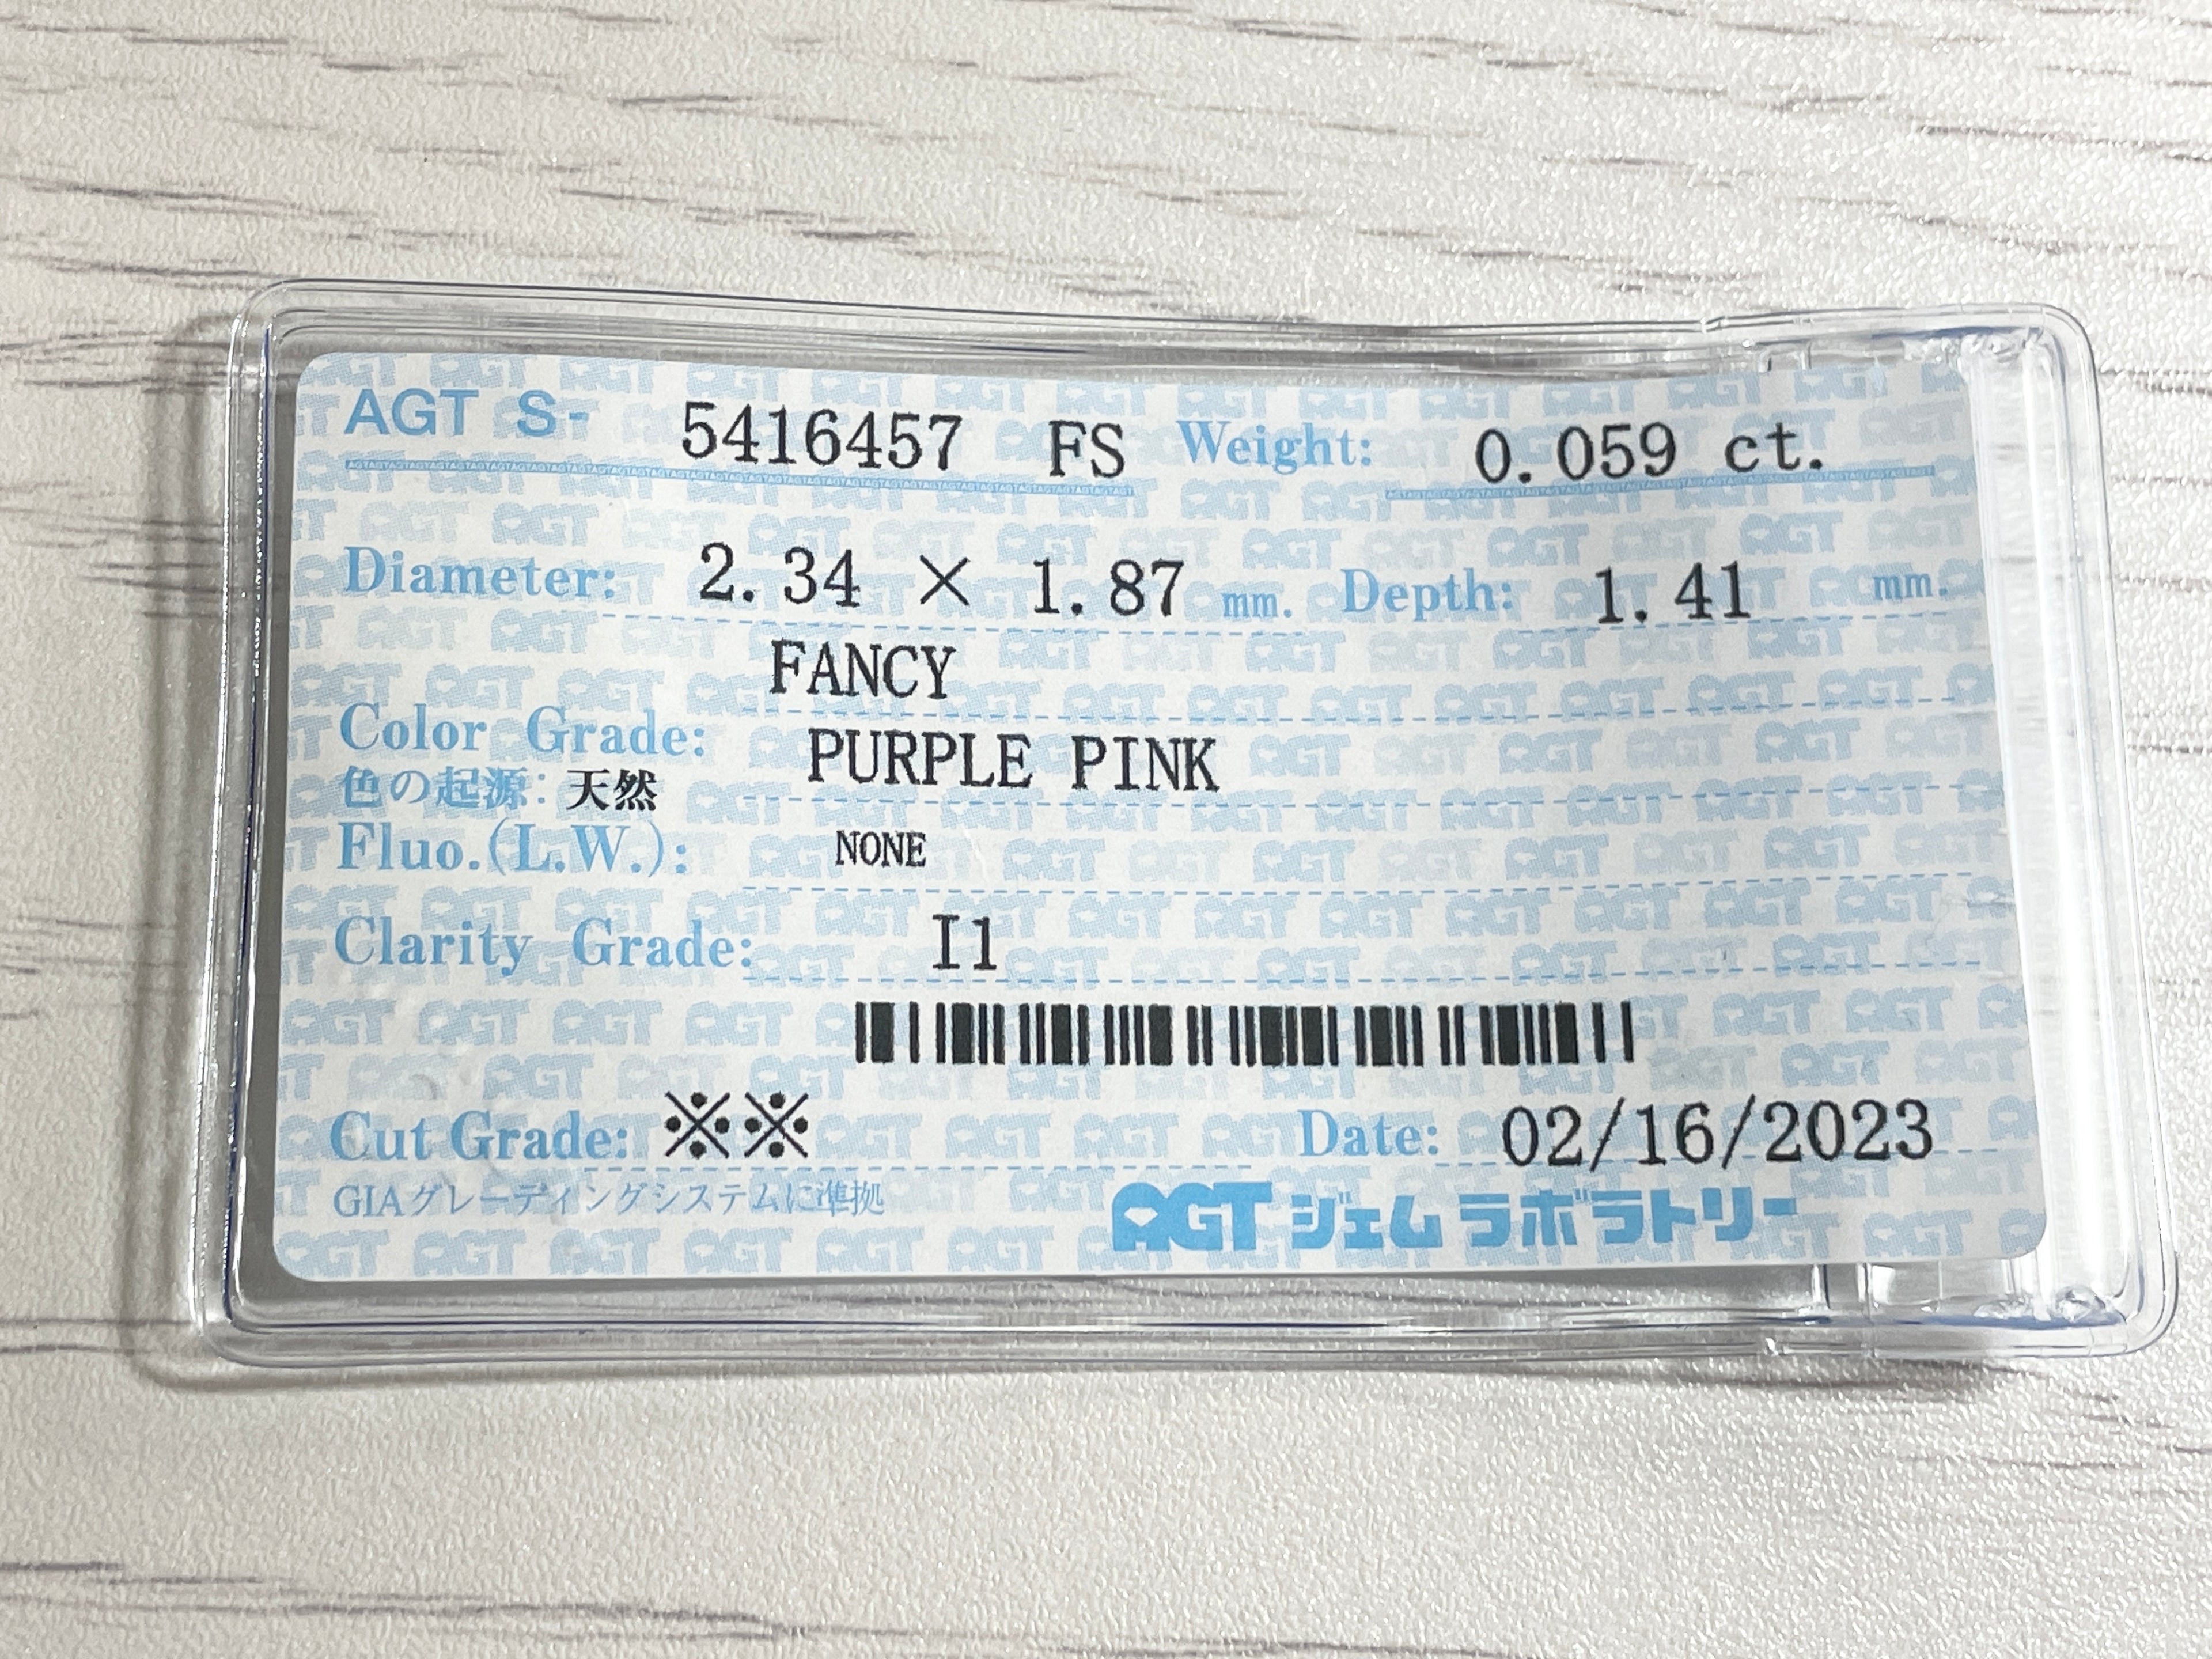 AGT S- 5416457 FS Weight: 0.059 ct.
Diameter: 2.34 × 1.87 mm. Depth: 1.41 mm.
FANCY
Color Grade: PURPLE PINK
色の起源: 天然
Fluo.(L.W.): NONE
Clarity Grade: I1
Cut Grade: ※※ Date: 02/16/2023
GIAグレーディングシステムに準拠
AGT ジェムラボラトリー